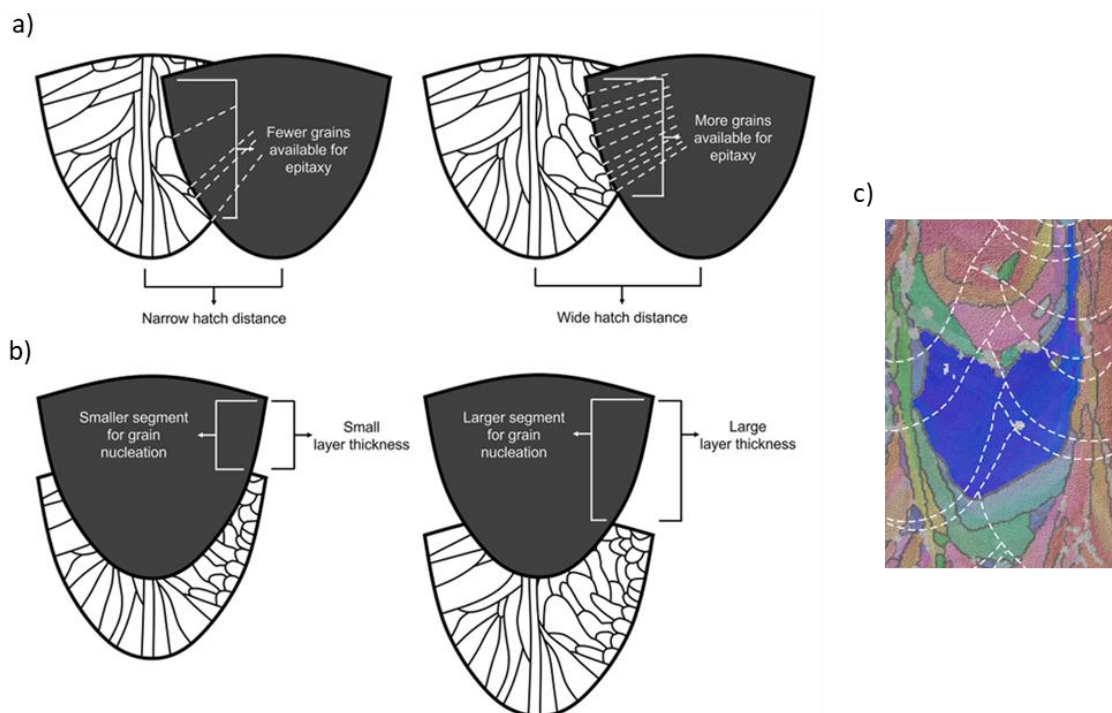 a)
Fewer grains
available for
epitaxy
Narrow hatch distance
More grains
available for
epitaxy
Wide hatch distance
c)
b)
Smaller segment
for grain
nucleation
Small
layer thickness
Larger segment
for grain
nucleation
Large
layer thickness